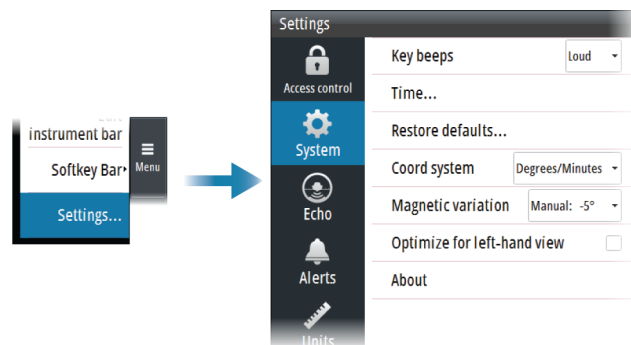 Settings
instrument bar
Softkey Bar
Menu
Settings...
Access control
System
Echo
Alerts
Units
Key beeps
Loud
Time...
Restore defaults...
Coord system
Degrees/Minutes
Magnetic variation
Manual: -5°
Optimize for left-hand view
About